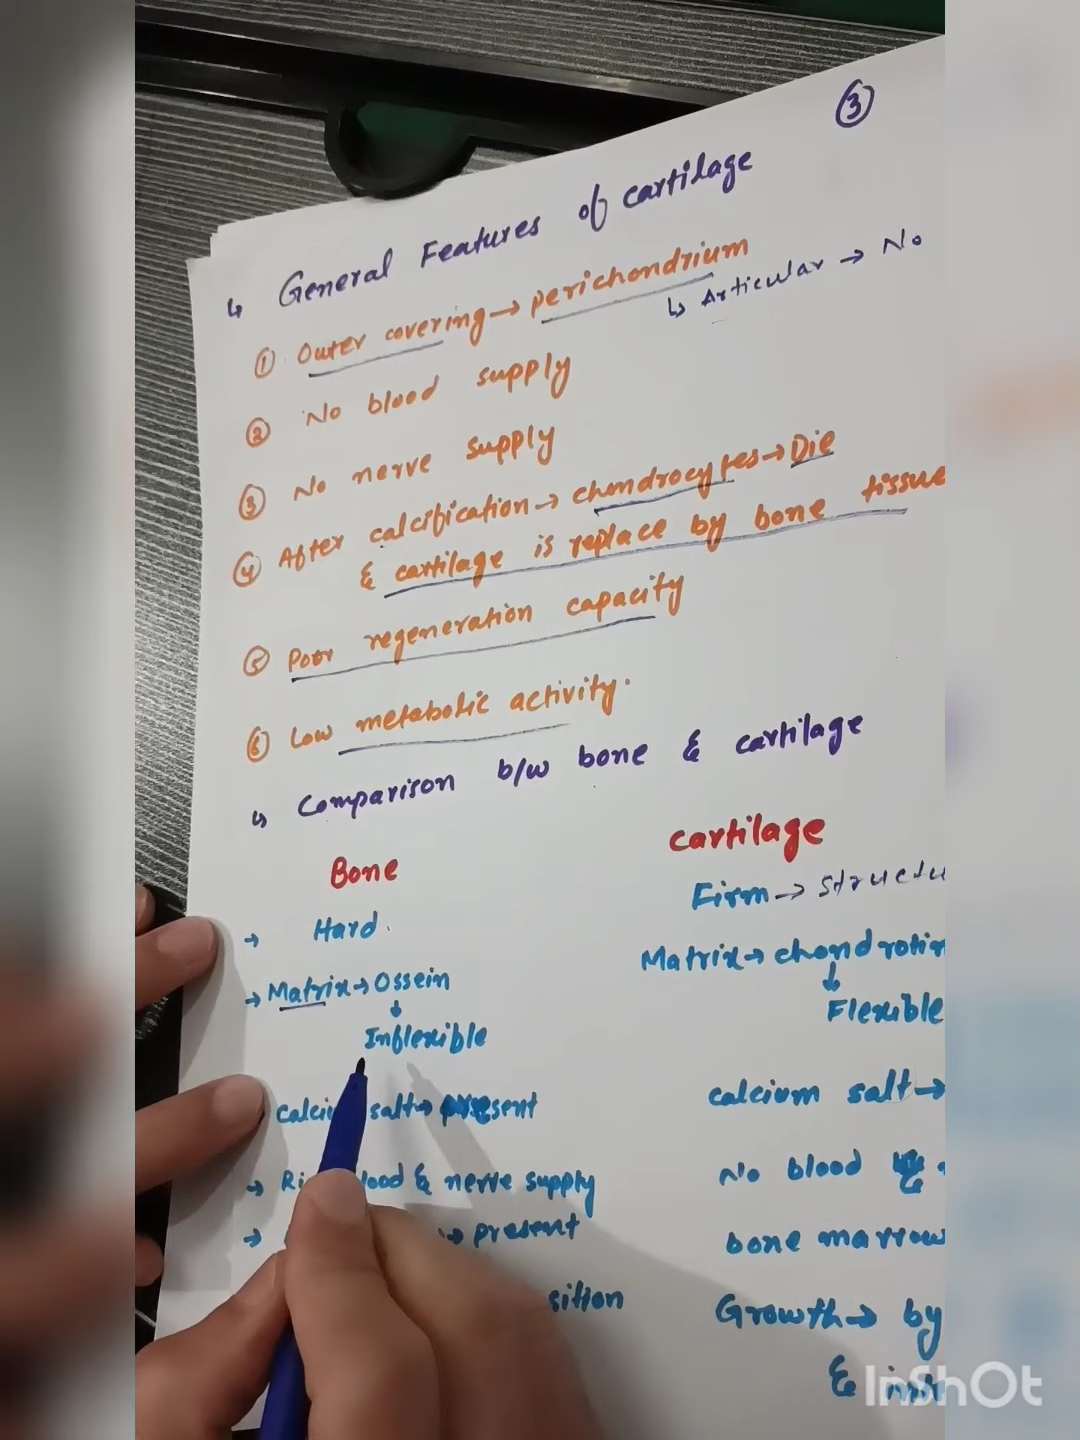 ③
↳ General Features of cartilage
① Outer covering → perichondrium
↳ Articular → No
② No blood supply
③ No nerve supply
④ After calcification → chondrocytes → Die
& cartilage is replace by bone tissue
⑤ Poor regeneration capacity
⑥ Low metabolic activity.
↳ Comparison b/w bone & cartilage
Bone
cartilage
→ Hard.
Firm → Structu
→ Matrix → Ossein
Matrix → chondrotin
↓
Inflexible
↓
Flexible
salt → present
calcium salt →
→ & nerve supply
No blood &
→ → present
bone marrow
sition
Growth → by
&
InShOt